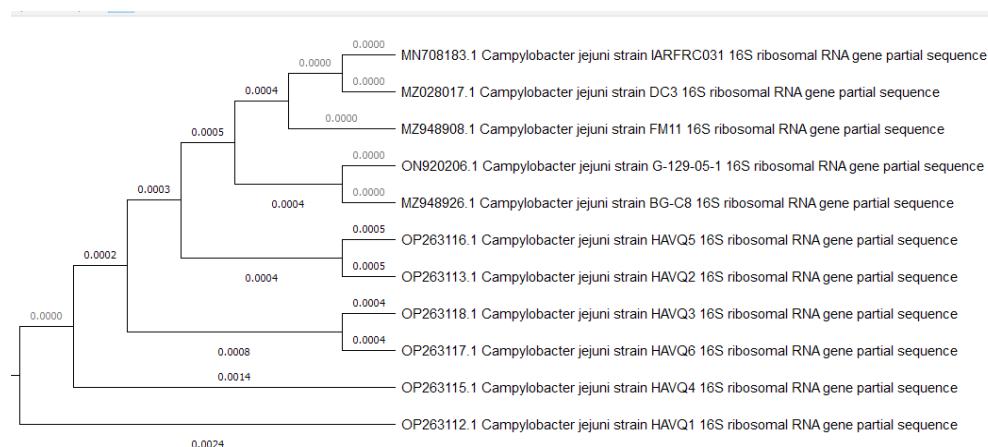 0.0000
0.0000
MN708183.1 Campylobacter jejuni strain IARFRC031 16S ribosomal RNA gene partial sequence
0.0004
0.0000
MZ028017.1 Campylobacter jejuni strain DC3 16S ribosomal RNA gene partial sequence
0.0005
0.0000
MZ948908.1 Campylobacter jejuni strain FM11 16S ribosomal RNA gene partial sequence
0.0000
ON920206.1 Campylobacter jejuni strain G-129-05-1 16S ribosomal RNA gene partial sequence
0.0003
0.0004
0.0000
MZ948926.1 Campylobacter jejuni strain BG-C8 16S ribosomal RNA gene partial sequence
0.0005
OP263116.1 Campylobacter jejuni strain HAVQ5 16S ribosomal RNA gene partial sequence
0.0002
0.0004
0.0005
OP263113.1 Campylobacter jejuni strain HAVQ2 16S ribosomal RNA gene partial sequence
0.0004
OP263118.1 Campylobacter jejuni strain HAVQ3 16S ribosomal RNA gene partial sequence
0.0000
0.0008
0.0004
OP263117.1 Campylobacter jejuni strain HAVQ6 16S ribosomal RNA gene partial sequence
0.0014
OP263115.1 Campylobacter jejuni strain HAVQ4 16S ribosomal RNA gene partial sequence
OP263112.1 Campylobacter jejuni strain HAVQ1 16S ribosomal RNA gene partial sequence
0.0024